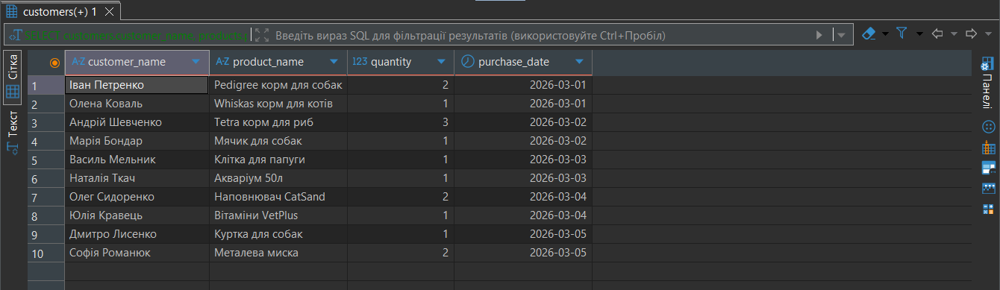 customers(+) 1
SELECT customers.customer_name, products.
Введіть вираз SQL для фільтрації результатів (використовуйте Ctrl+Пробіл)
Сітка
Текст
Панелі
A-Z customer_name A-Z product_name 123 quantity purchase_date
1 Іван Петренко Pedigree корм для собак 2 2026-03-01
2 Олена Коваль Whiskas корм для котів 1 2026-03-01
3 Андрій Шевченко Tetra корм для риб 3 2026-03-02
4 Марія Бондар Мячик для собак 1 2026-03-02
5 Василь Мельник Клітка для папуги 1 2026-03-03
6 Наталія Ткач Акваріум 50л 1 2026-03-03
7 Олег Сидоренко Наповнювач CatSand 2 2026-03-04
8 Юлія Кравець Вітаміни VetPlus 1 2026-03-04
9 Дмитро Лисенко Куртка для собак 1 2026-03-05
10 Софія Романюк Металева миска 2 2026-03-05